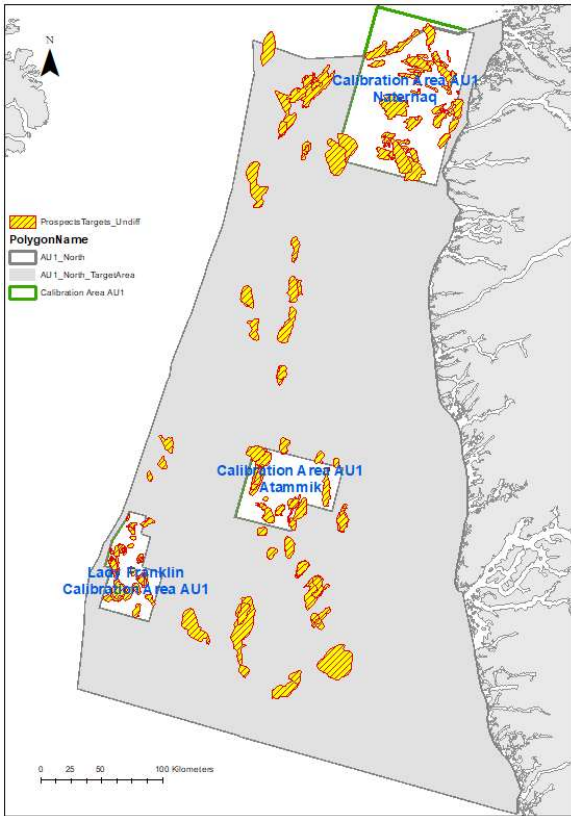 N
Calibration Area AU1
Naternaq
ProspectsTargets_Undiff
PolygonName
AU1_North
AU1_North_TargetArea
Calibration Area AU1
Calibration Area AU1
Atammik
Lady Franklin
Calibration Area AU1
0 25 50 100 Kilometers